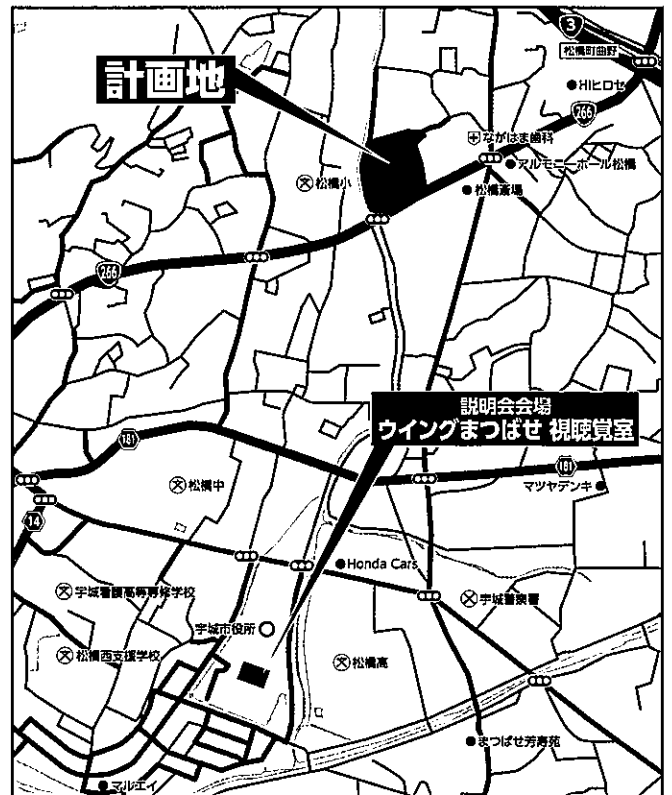 3
松橋町曲野
HIヒロセ
計画地
266
ながはま歯科
アルモニーホール松橋
松橋小
松橋斎場
266
説明会会場
ウイングまつばせ 視聴覚室
181
181
松橋中
マツヤデンキ
14
Honda Cars
宇城看護高等専修学校
宇城警察署
宇城市役所
松橋西支援学校
松橋高
まつばせ芳寿苑
マルエイ